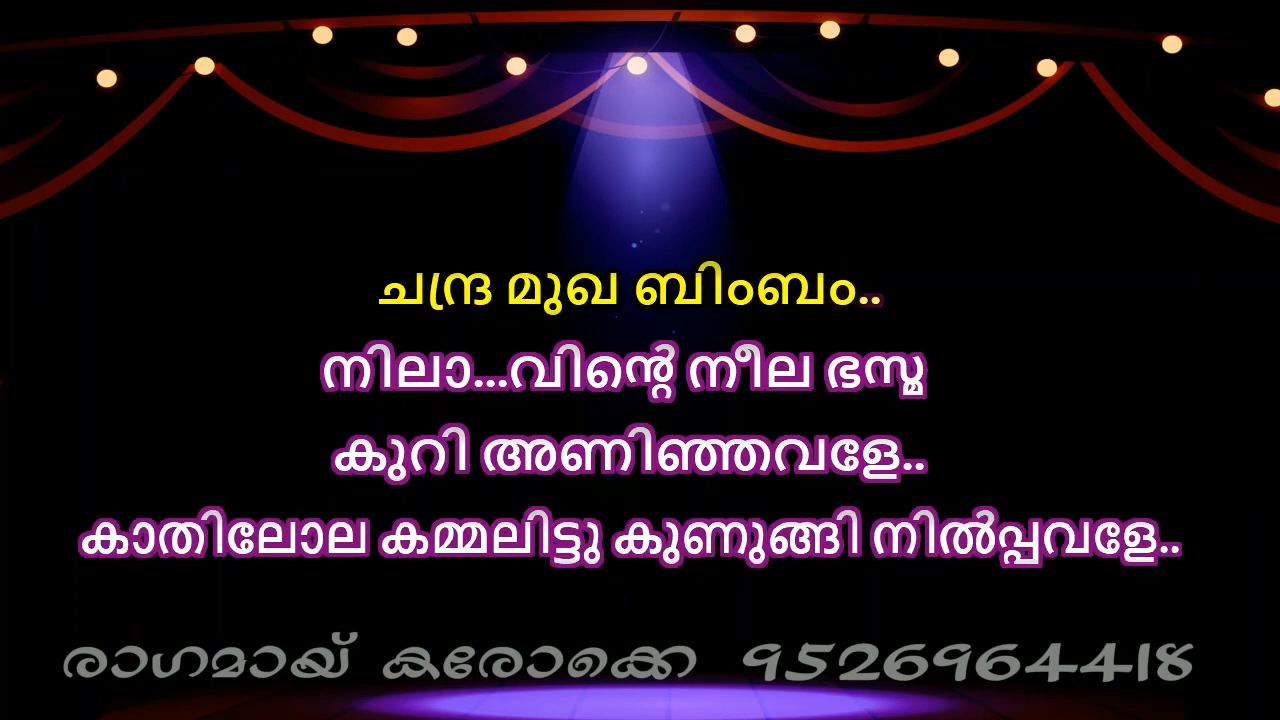 ചന്ദ്ര മുഖ ബിംബം..
നിലാ...വിന്റെ നീല ഭസ്മ
കുറി അണിഞ്ഞവളേ..
കാതിലോല കമ്മലിട്ടു കുണുങ്ങി നിൽപ്പവളേ..
രാഗമായ് കരോക്കെ 9526964418